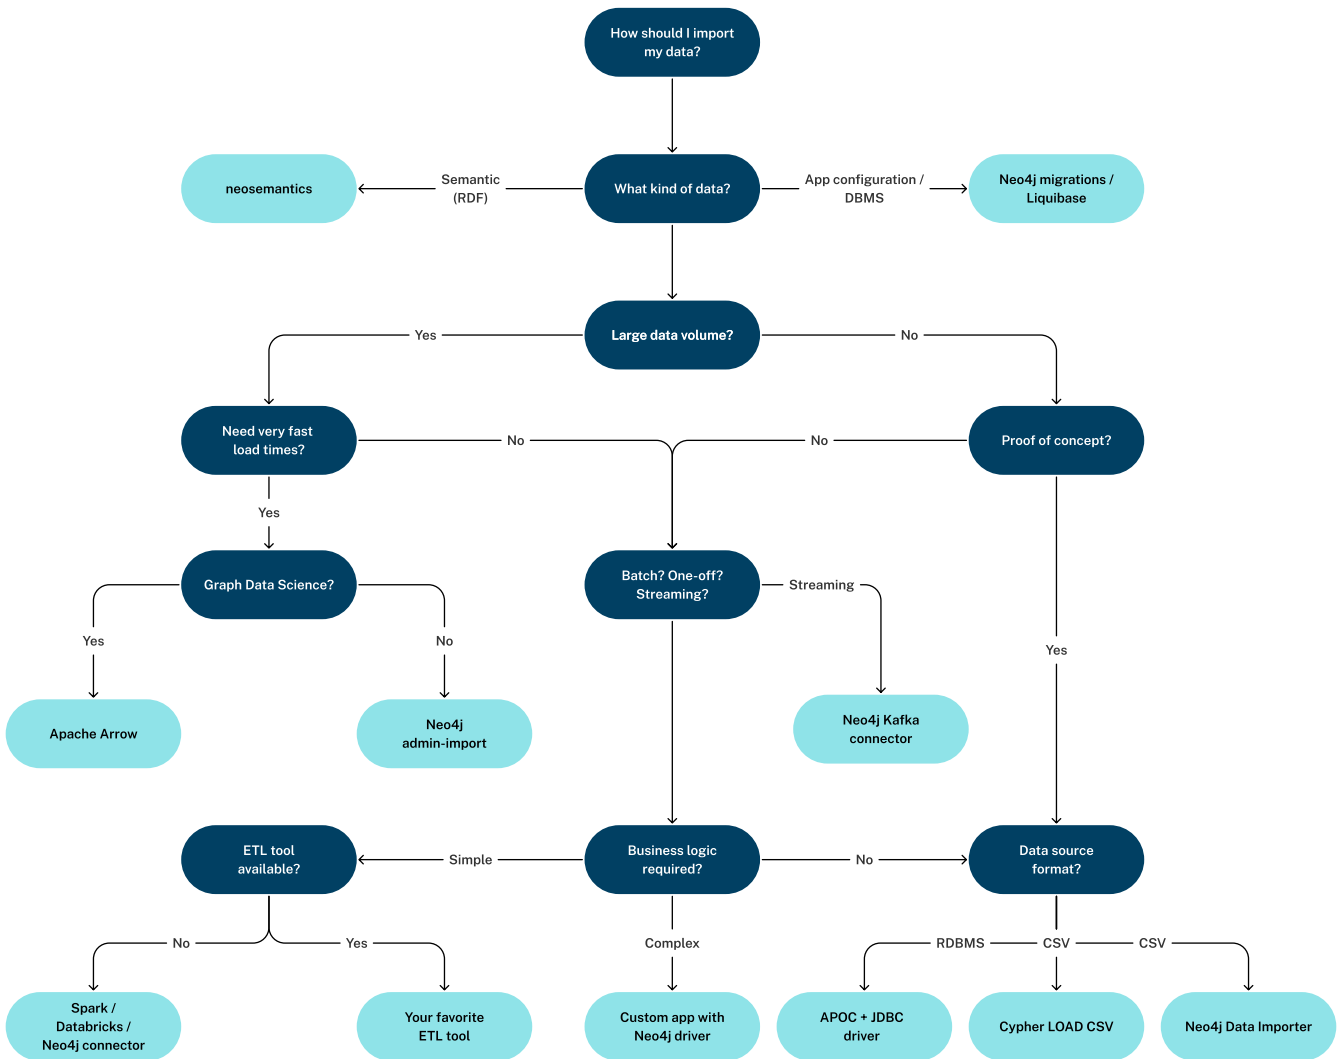 How should I import
my data?
neosemantics
Semantic
(RDF)
What kind of data?
App configuration /
DBMS
Neo4j migrations /
Liquibase
Yes
Large data volume?
No
Need very fast
load times?
No
No
Proof of concept?
Yes
Graph Data Science?
Batch? One-off?
Streaming?
Streaming
Yes
No
Yes
Apache Arrow
Neo4j
admin-import
Neo4j Kafka
connector
ETL tool
available?
Simple
Business logic
required?
No
Data source
format?
No
Yes
Complex
RDBMS
CSV
CSV
Spark /
Databricks /
Neo4j connector
Your favorite
ETL tool
Custom app with
Neo4j driver
APOC + JDBC
driver
Cypher LOAD CSV
Neo4j Data Importer